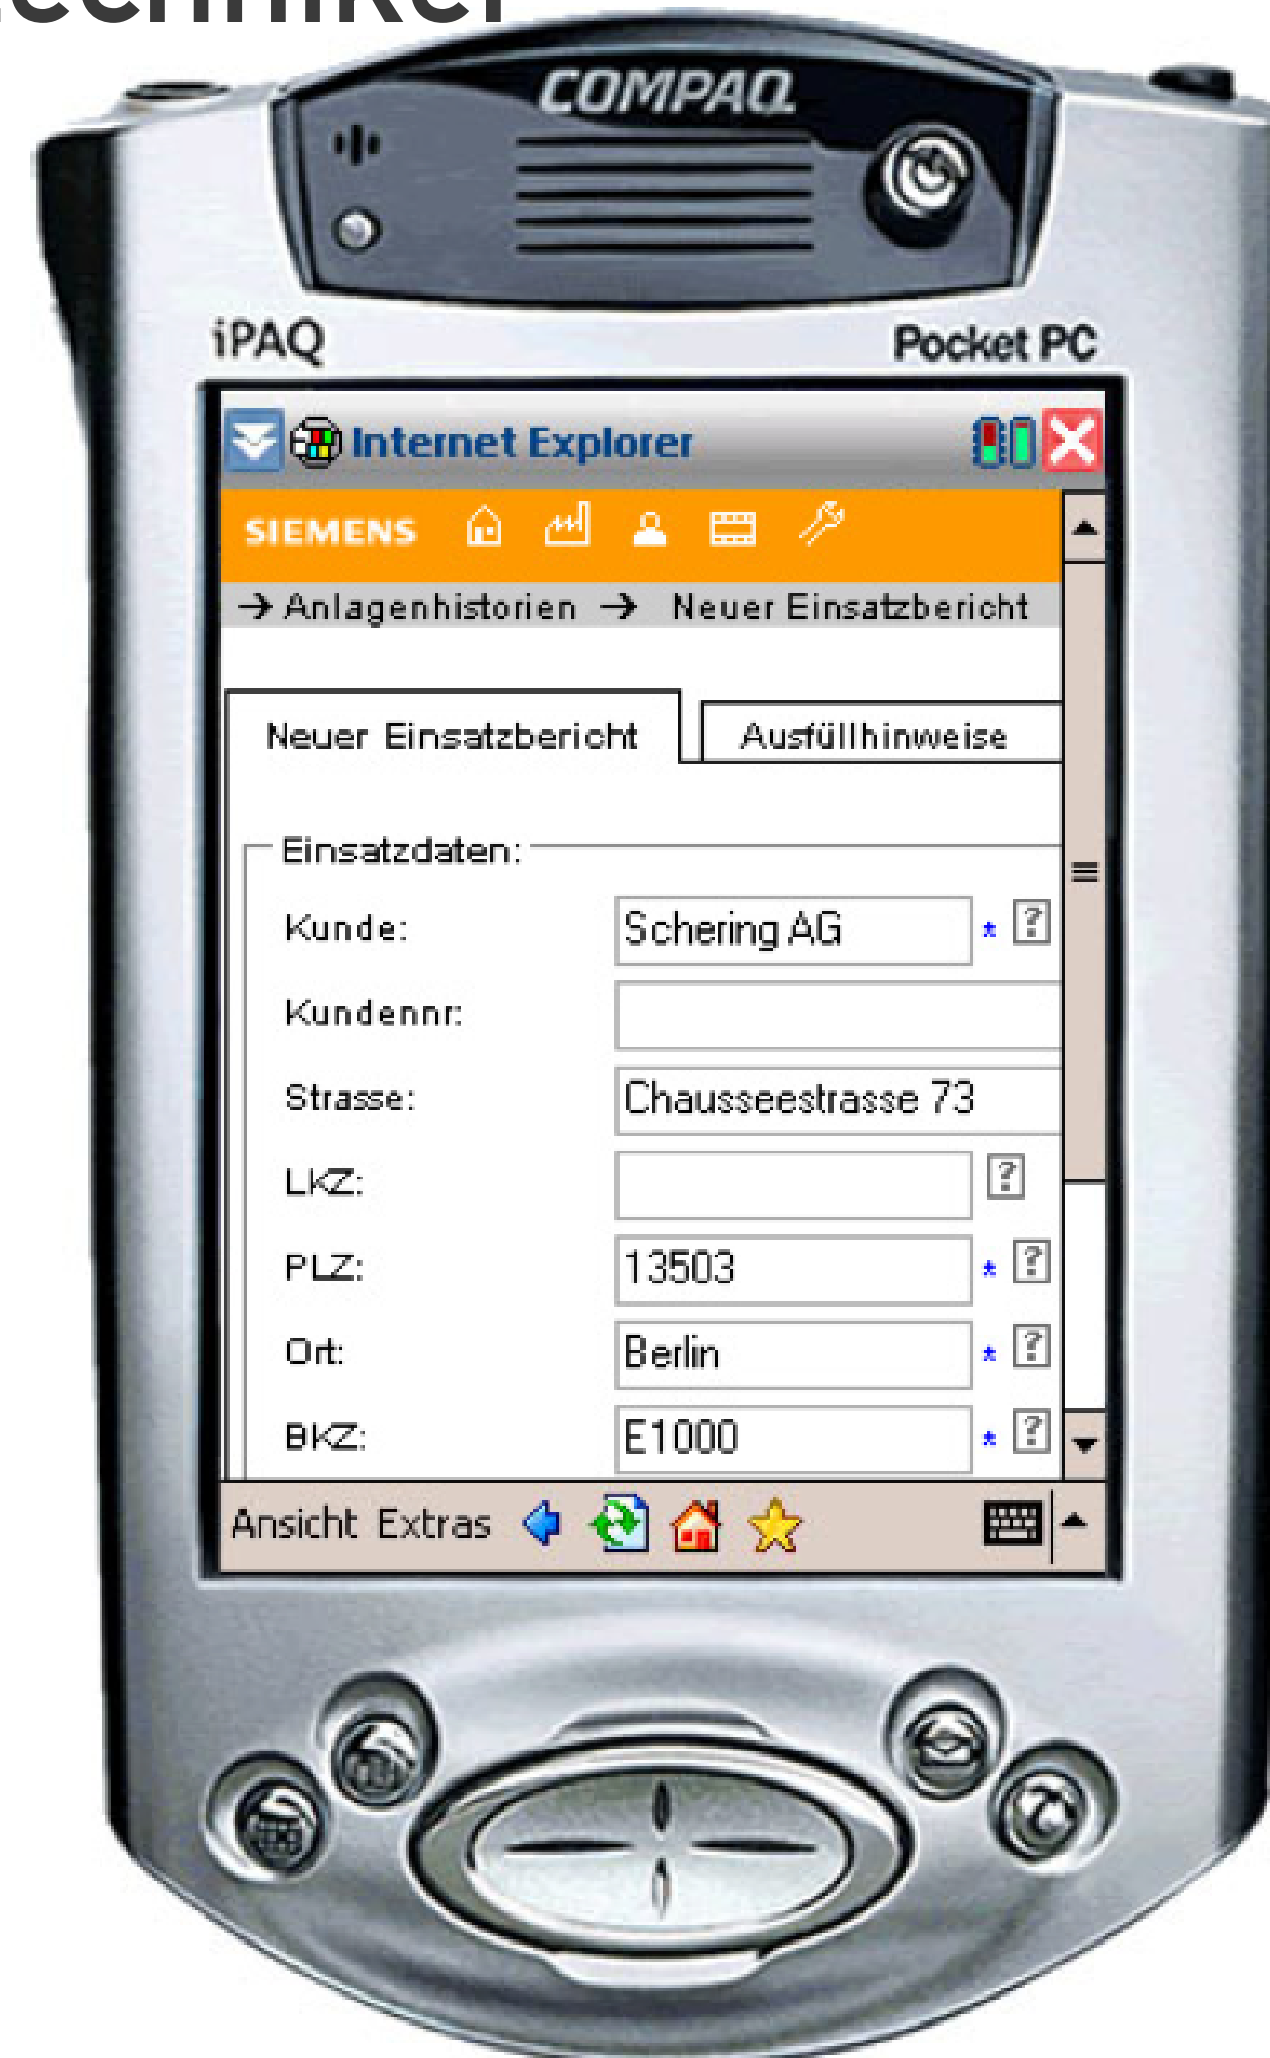 COMPAQ
iPAQ
Pocket PC
Internet Explorer
SIEMENS
→ Anlagenhistorien → Neuer Einsatzbericht
Neuer Einsatzbericht
Ausfüllhinweise
Einsatzdaten:
Kunde: Schering AG * ?
Kundennr:
Strasse: Chausseestrasse 73
LKZ: ?
PLZ: 13503 * ?
Ort: Berlin * ?
BKZ: E1000 * ?
Ansicht Extras